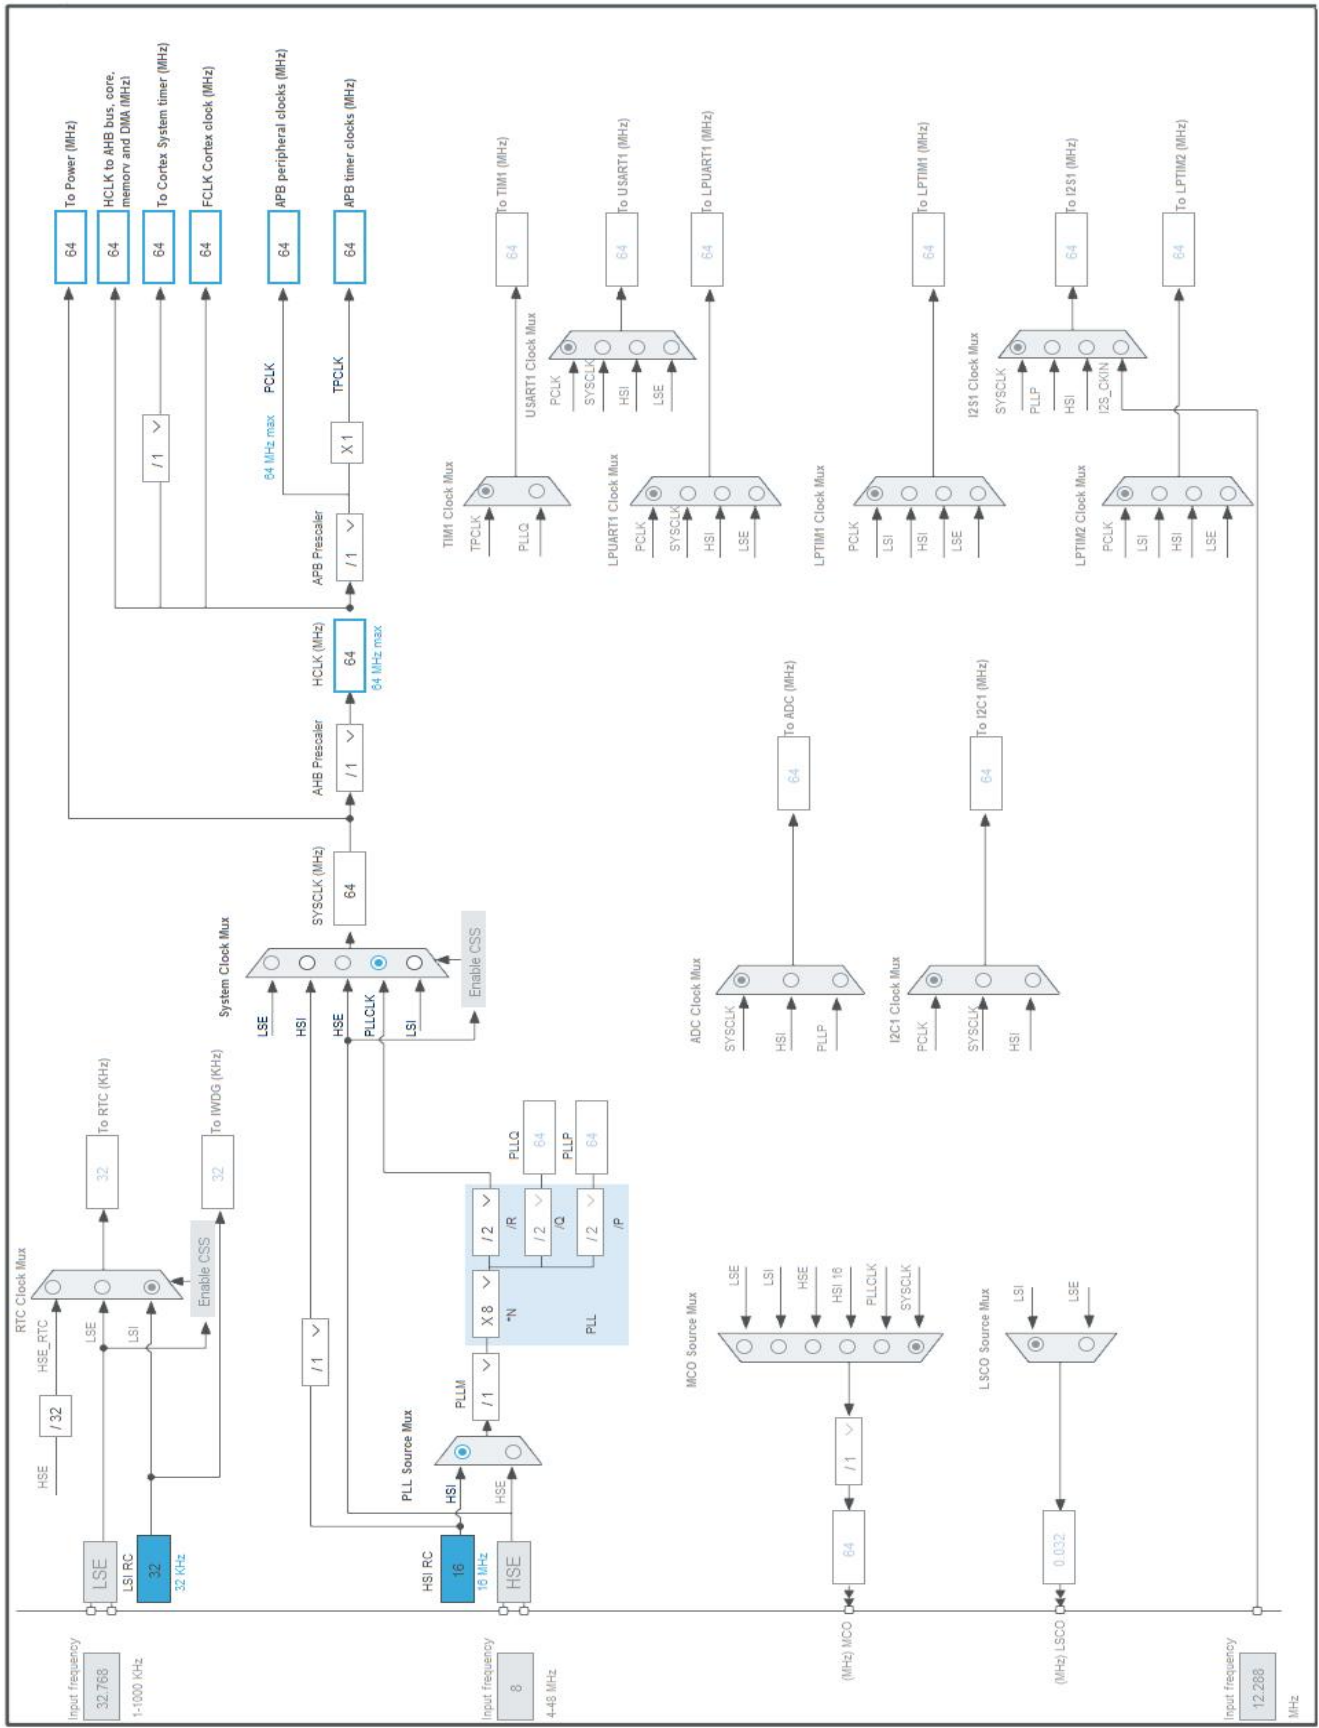 Input frequency
32.768
1-1000 KHz
LSE
LSI RC
32
32 KHz
HSE
/ 32
HSE_RTC
LSE
LSI
RTC Clock Mux
Enable CSS
32
To RTC (KHz)
32
To IWDG (KHz)
Input frequency
8
4-48 MHz
HSI RC
16
16 MHz
HSE
PLL Source Mux
HSI
HSE
PLLM
/ 1
X 8
*N
PLL
/ 2
/R
/ 2
/Q
/ 2
/P
PLLQ
64
PLLP
64
/ 1
System Clock Mux
LSE
HSI
HSE
PLLCLK
LSI
Enable CSS
SYSCLK (MHz)
64
AHB Prescaler
/ 1
HCLK (MHz)
64
64 MHz max
APB Prescaler
/ 1
/ 1
X 1
64 MHz max
PCLK
TPCLK
64
To Power (MHz)
64
HCLK to AHB bus, core,
memory and DMA (MHz)
64
To Cortex System timer (MHz)
64
FCLK Cortex clock (MHz)
64
APB peripheral clocks (MHz)
64
APB timer clocks (MHz)
TIM1 Clock Mux
TPCLK
PLLQ
64
To TIM1 (MHz)
USART1 Clock Mux
PCLK
SYSCLK
HSI
LSE
64
To USART1 (MHz)
LPUART1 Clock Mux
PCLK
SYSCLK
HSI
LSE
64
To LPUART1 (MHz)
LPTIM1 Clock Mux
PCLK
LSI
HSI
LSE
64
To LPTIM1 (MHz)
I2S1 Clock Mux
SYSCLK
PLLP
HSI
I2S_CKIN
64
To I2S1 (MHz)
LPTIM2 Clock Mux
PCLK
LSI
HSI
LSE
64
To LPTIM2 (MHz)
ADC Clock Mux
SYSCLK
HSI
PLLP
64
To ADC (MHz)
I2C1 Clock Mux
PCLK
SYSCLK
HSI
64
To I2C1 (MHz)
MCO Source Mux
LSE
LSI
HSE
HSI 16
PLLCLK
SYSCLK
/ 1
64
(MHz) MCO
LSCO Source Mux
LSI
LSE
0.032
(MHz) LSCO
Input frequency
12.288
MHz